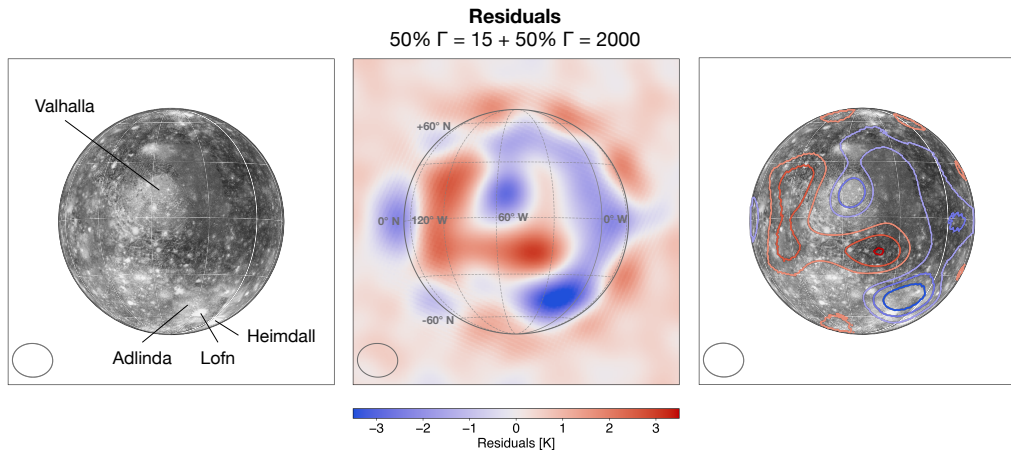 Residuals
50% Γ = 15 + 50% Γ = 2000
Valhalla
Adlinda
Lofn
Heimdall
+60° N
0° N
120° W
60° W
0° W
-60° N
−3 −2 −1 0 1 2 3
Residuals [K]